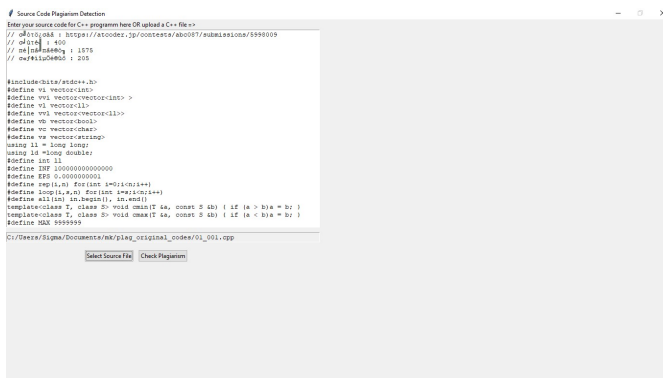 Source Code Plagiarism Detection
Enter your source code for C++ programm here OR upload a C++ file =>
: https://atcoder.jp/contests/abc087/submissions/5998009
: 400
: 1575
: 205
#include<bits/stdc++.h>
#define vi vector<int>
#define vvi vector<vector<int> >
#define vl vector<ll>
#define vvl vector<vector<ll>>
#define vb vector<bool>
#define vc vector<char>
#define vs vector<string>
using ll = long long;
using ld =long double;
#define int ll
#define INF 100000000000000
#define EPS 0.0000000001
#define rep(i,n) for(int i=0;i<n;i++)
#define loop(i,s,n) for(int i=s;i<n;i++)
#define all(in) in.begin(), in.end()
template<class T, class S> void cmin(T &a, const S &b) { if (a > b)a = b; }
template<class T, class S> void cmax(T &a, const S &b) { if (a < b)a = b; }
#define MAX 9999999
C:/Users/Sigma/Documents/mk/plag_original_codes/01_001.cpp
Select Source File Check Plagiarism